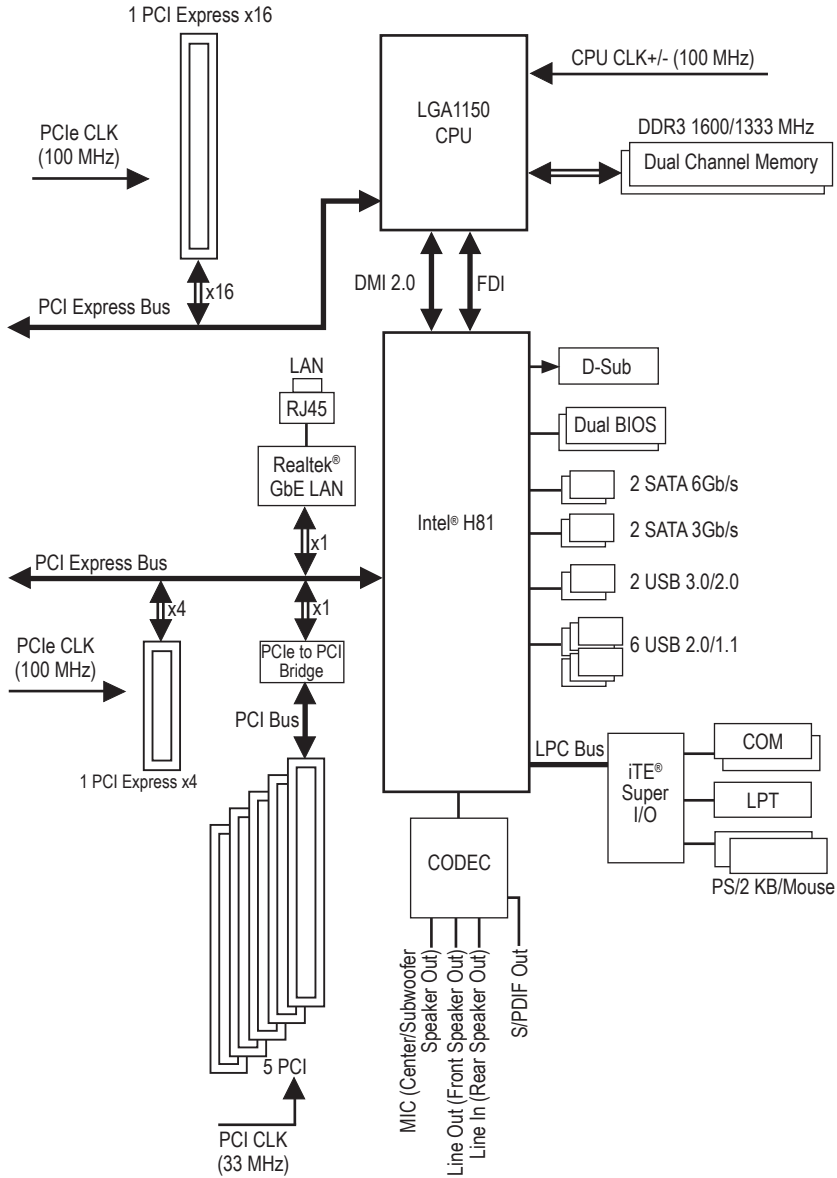 1 PCI Express x16
PCIe CLK
(100 MHz)
x16
PCI Express Bus
LGA1150
CPU
CPU CLK+/- (100 MHz)
DDR3 1600/1333 MHz
Dual Channel Memory
DMI 2.0
FDI
Intel® H81
D-Sub
Dual BIOS
2 SATA 6Gb/s
2 SATA 3Gb/s
2 USB 3.0/2.0
6 USB 2.0/1.1
LAN
RJ45
Realtek®
GbE LAN
x1
PCI Express Bus
x4
x1
PCIe CLK
(100 MHz)
1 PCI Express x4
PCIe to PCI
Bridge
PCI Bus
5 PCI
PCI CLK
(33 MHz)
LPC Bus
iTE®
Super
I/O
COM
LPT
PS/2 KB/Mouse
CODEC
MIC (Center/Subwoofer
Speaker Out)
Line Out (Front Speaker Out)
Line In (Rear Speaker Out)
S/PDIF Out